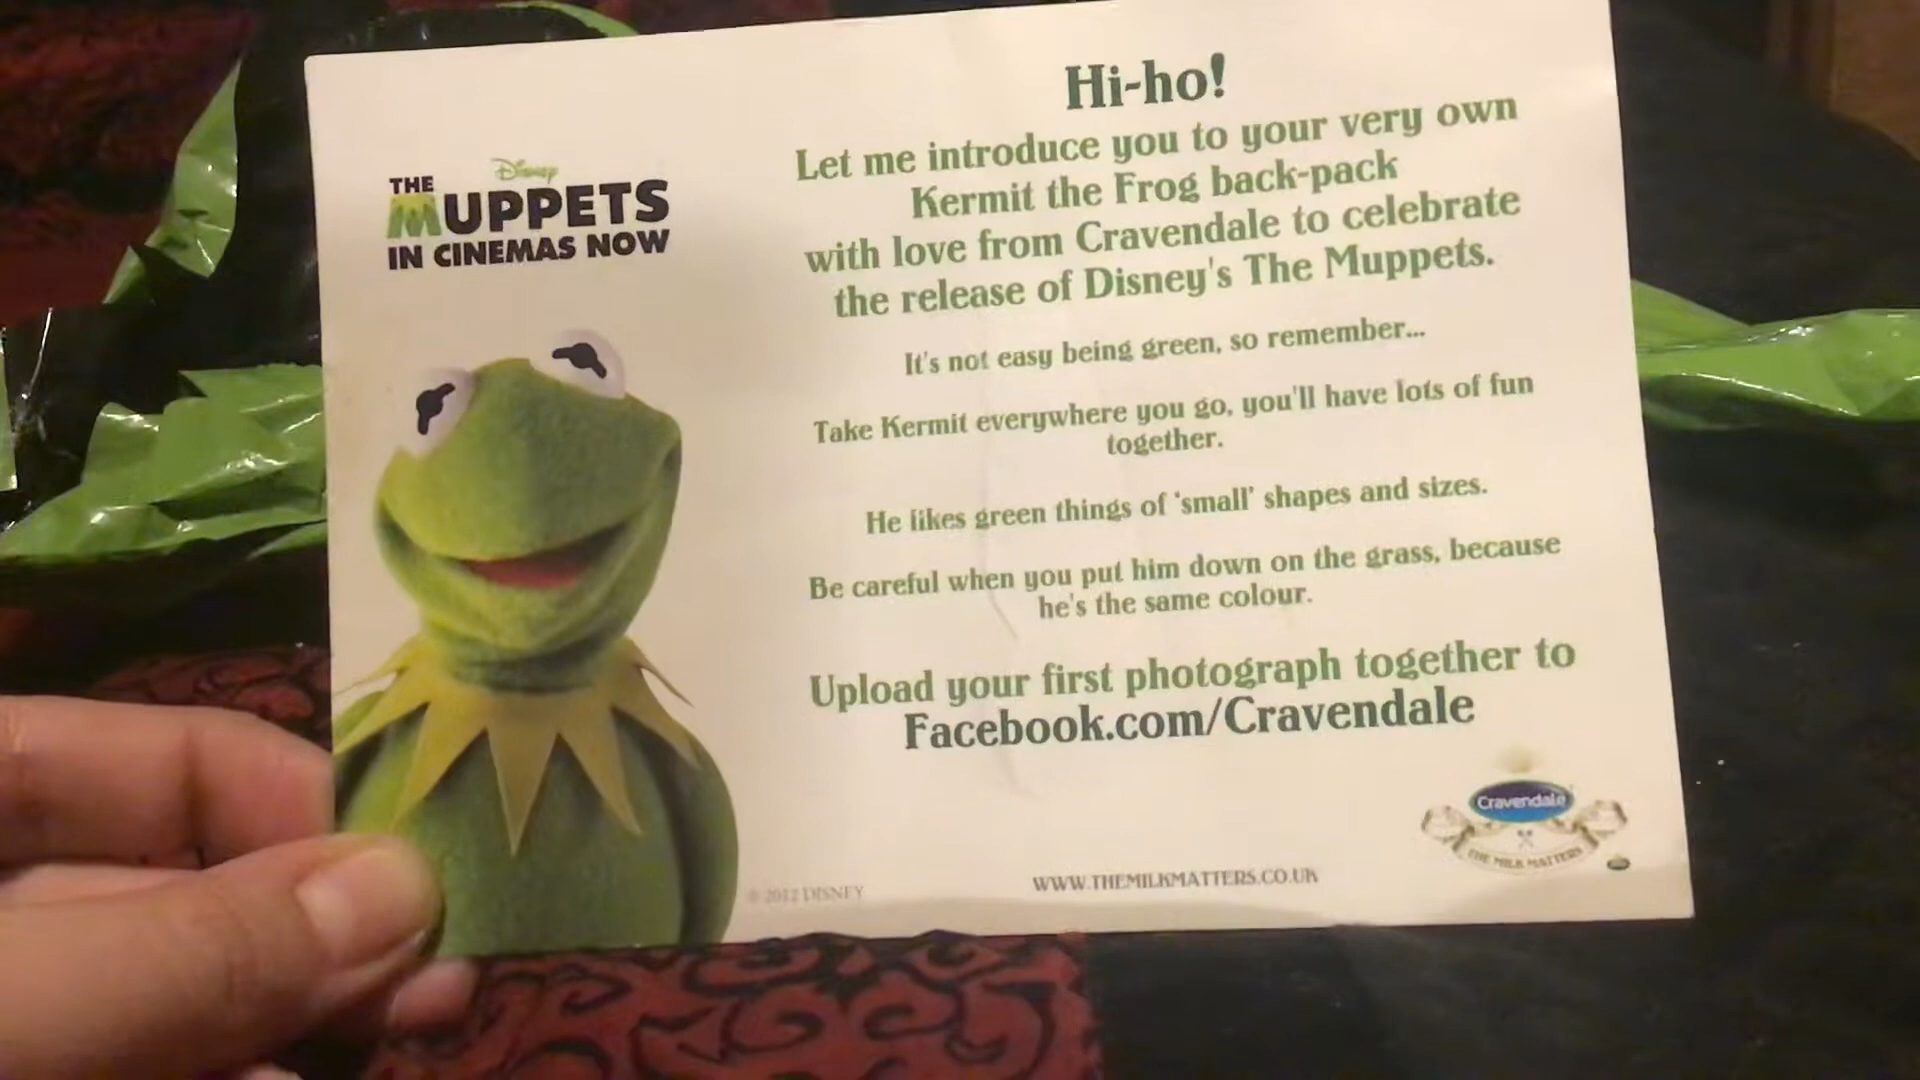 Disney
THE
MUPPETS
IN CINEMAS NOW
Hi-ho!
Let me introduce you to your very own
Kermit the Frog back-pack
with love from Cravendale to celebrate
the release of Disney's The Muppets.
It's not easy being green, so remember...
Take Kermit everywhere you go, you'll have lots of fun
together.
He likes green things of 'small' shapes and sizes.
Be careful when you put him down on the grass, because
he's the same colour.
Upload your first photograph together to
Facebook.com/Cravendale
Cravendale
THE MILK MATTERS
WWW.THEMILKMATTERS.CO.UK
© 2012 DISNEY